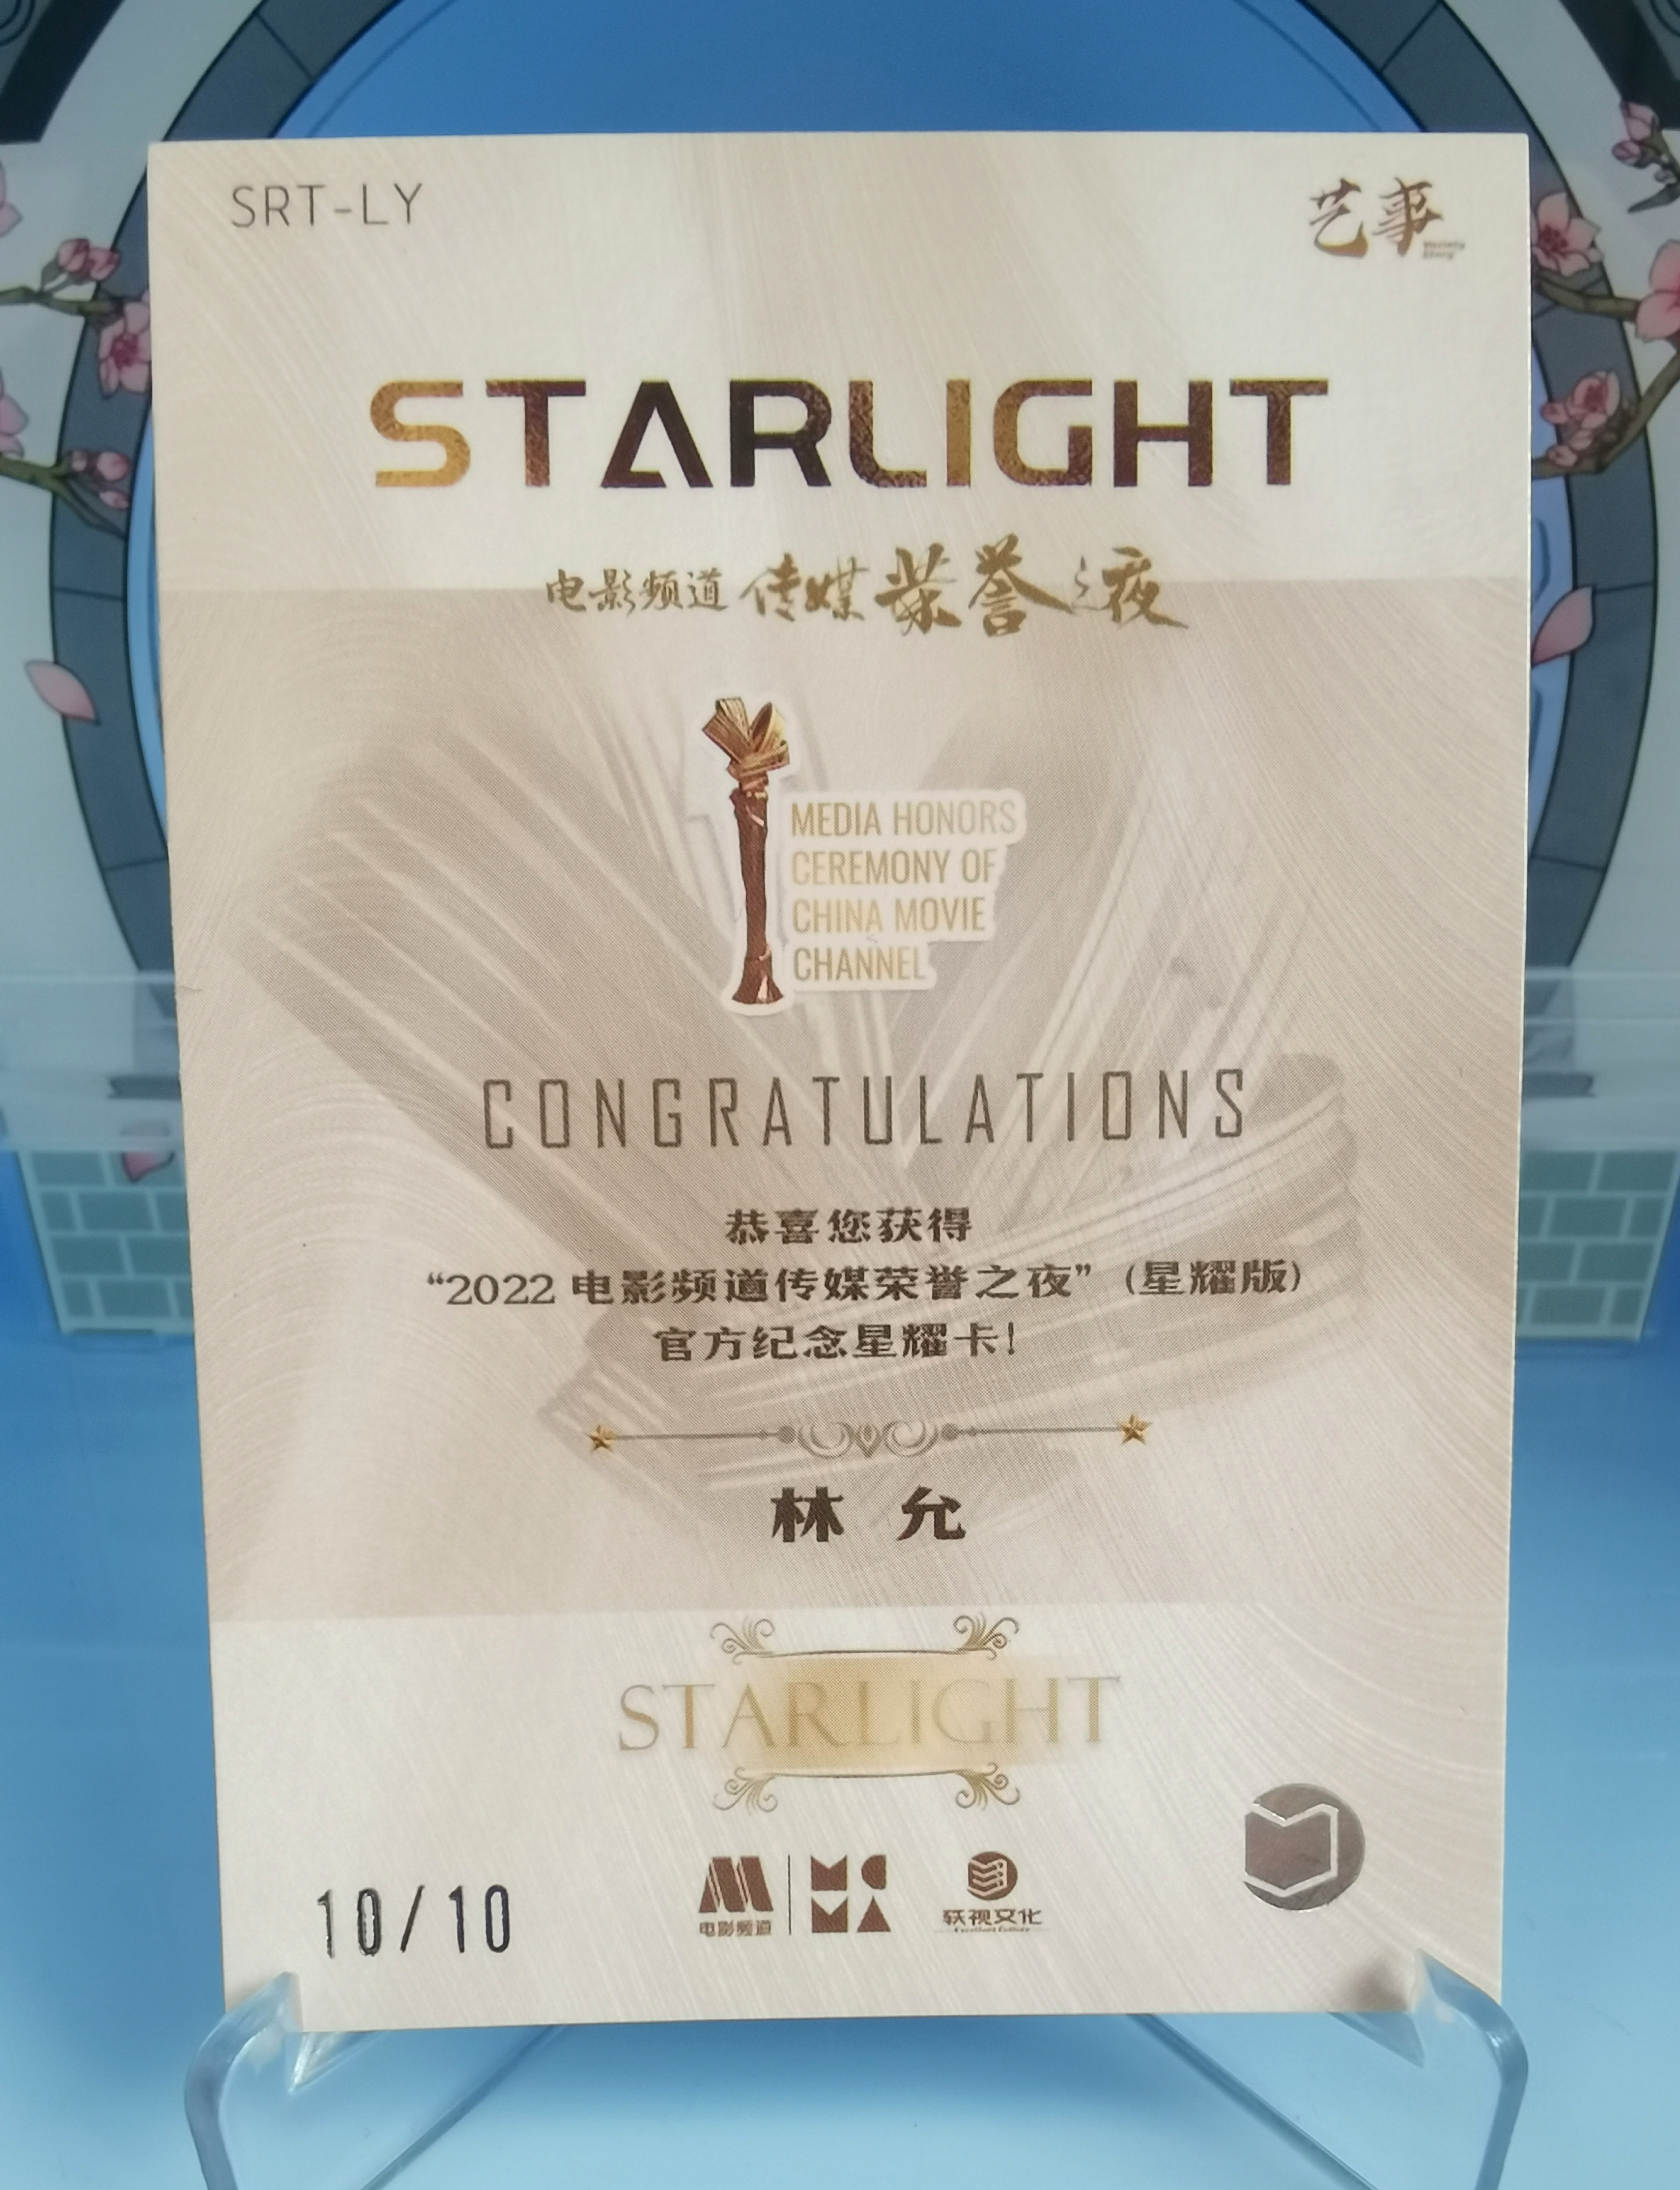 SRT-LY
艺事
Variety
Story
STARLIGHT
电影频道传媒荣誉之夜
MEDIA HONORS
CEREMONY OF
CHINA MOVIE
CHANNEL
CONGRATULATIONS
恭喜您获得
“2022 电影频道传媒荣誉之夜”(星耀版)
官方纪念星耀卡!
林 允
STARLIGHT
10/10
电影频道
MCMA
轶视文化